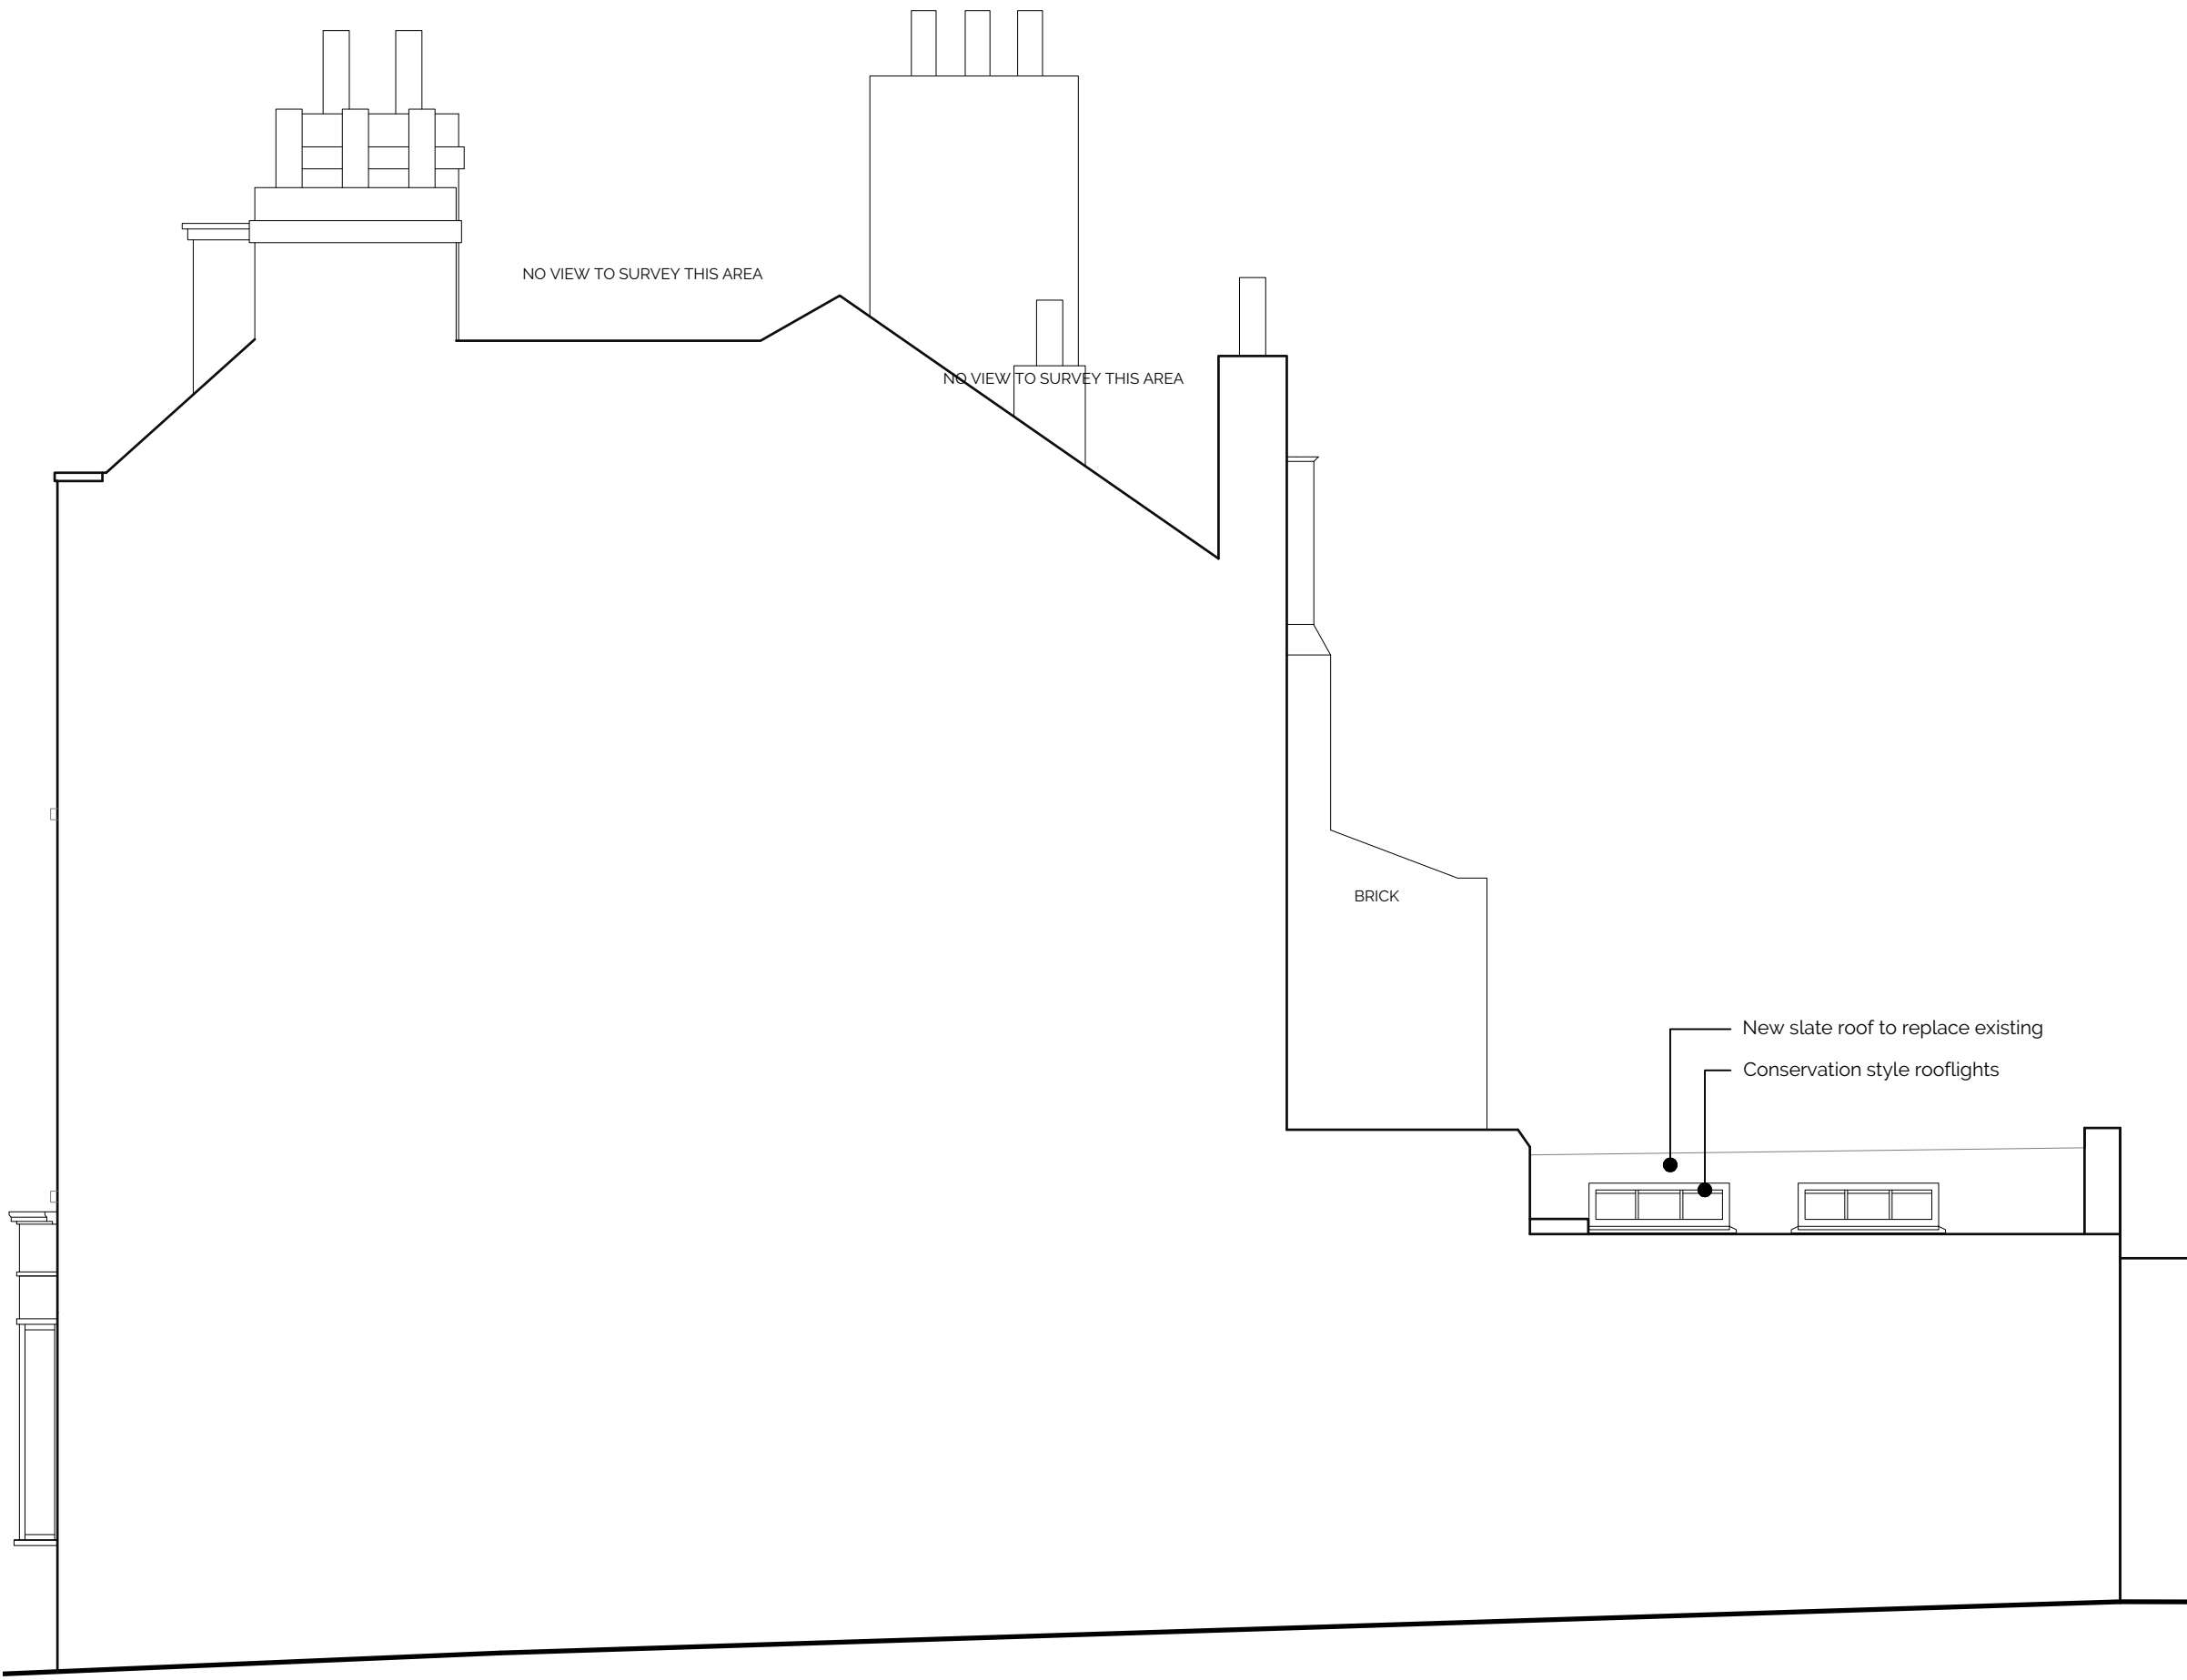 NO VIEW TO SURVEY THIS AREA
NO VIEW TO SURVEY THIS AREA
BRICK
New slate roof to replace existing
Conservation style rooflights